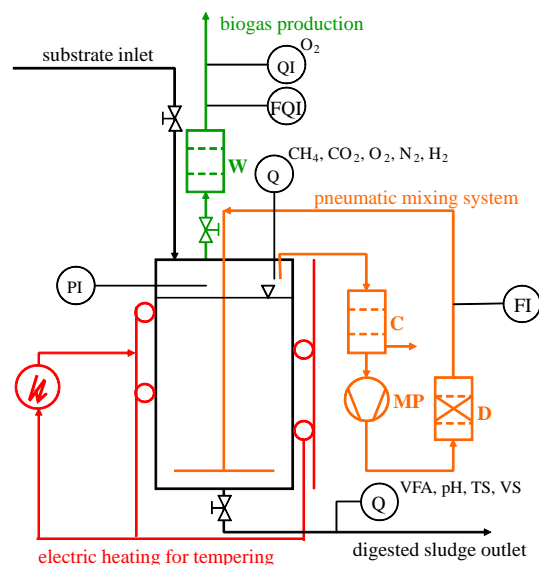 biogas production
substrate inlet
O2
QI
FQI
CH4, CO2, O2, N2, H2
W
Q
pneumatic mixing system
PI
FI
C
MP
D
VFA, pH, TS, VS
Q
electric heating for tempering
digested sludge outlet